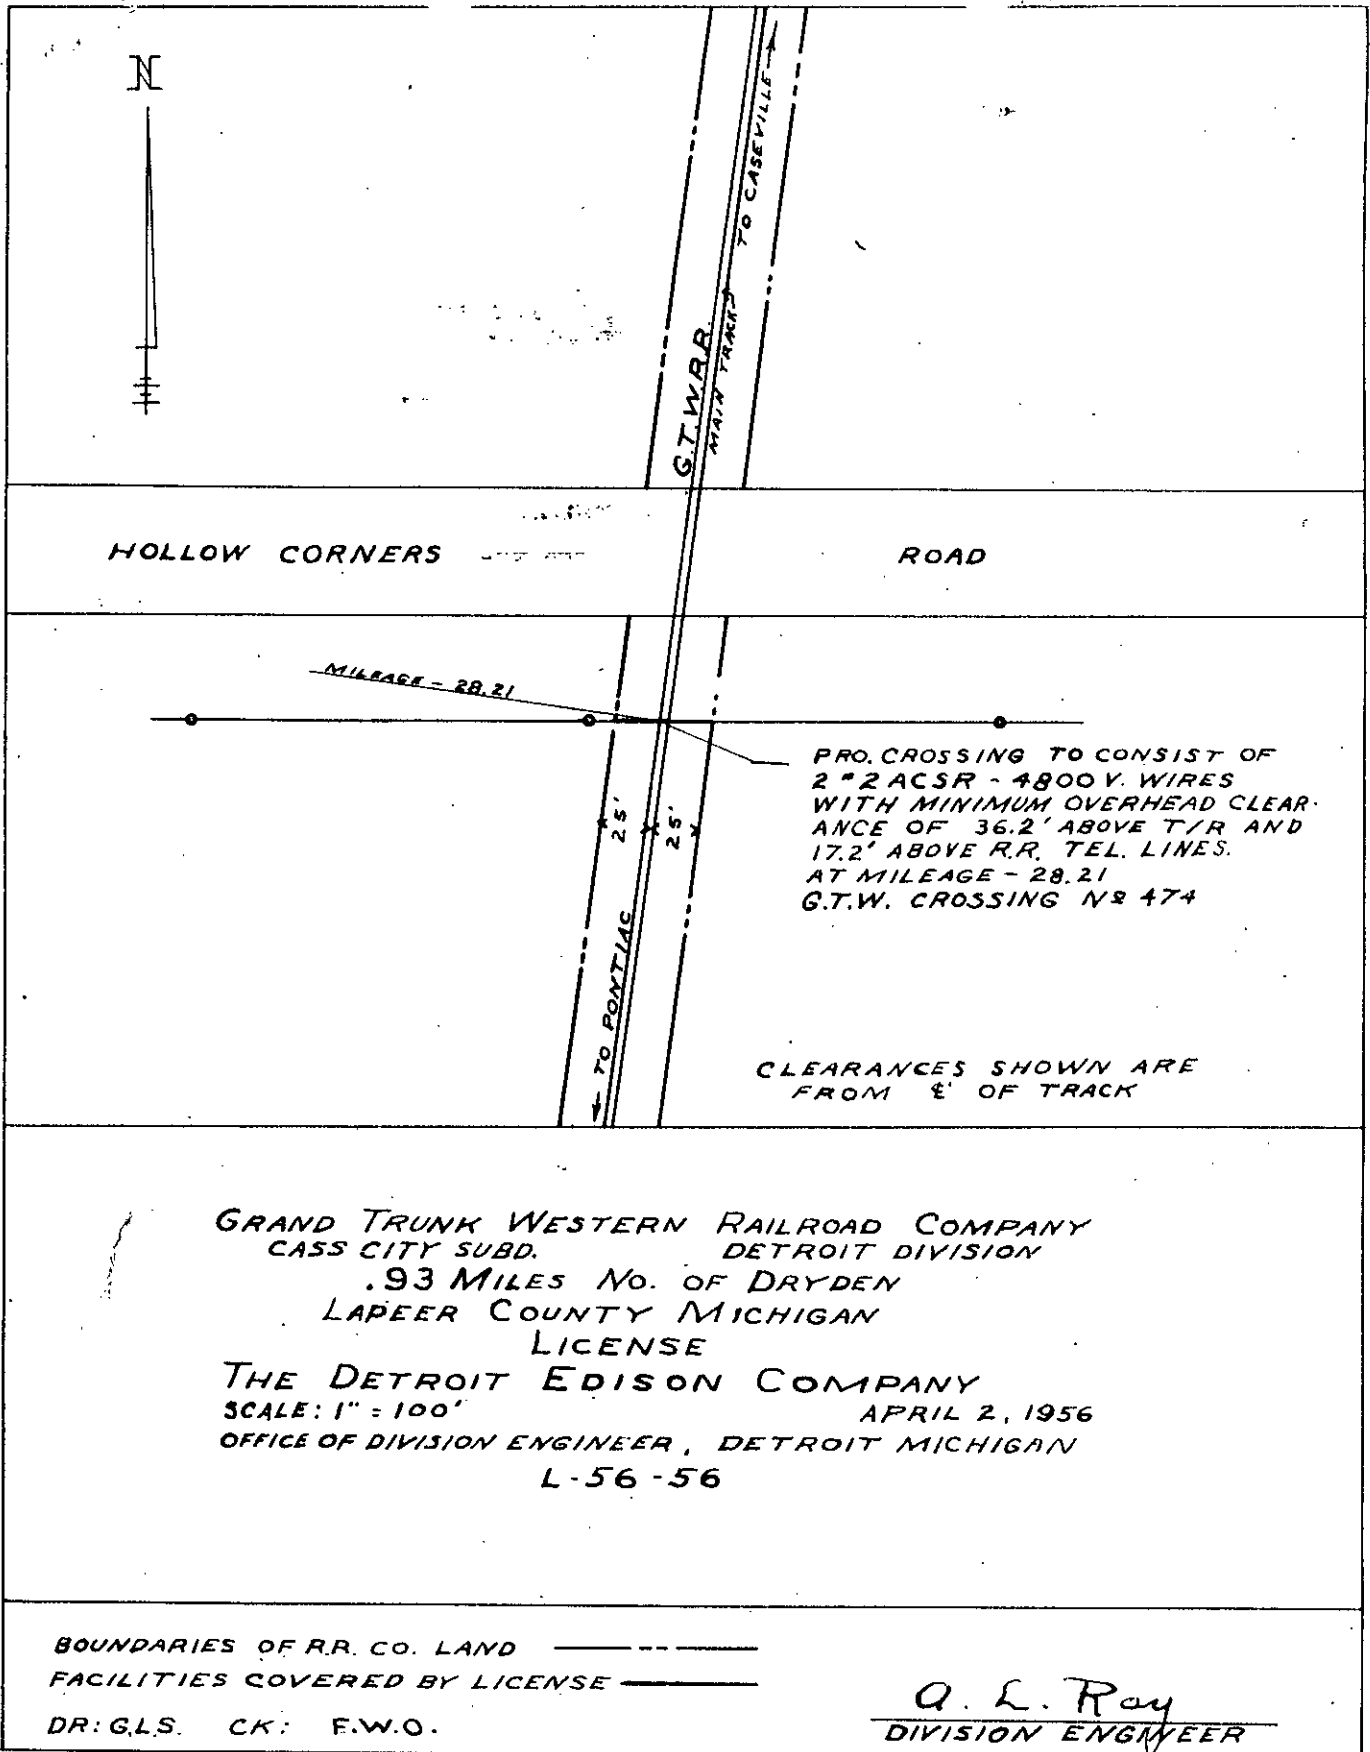 N
TO CASEVILLE
G.T.W.R.R.
MAIN TRACK
HOLLOW CORNERS ROAD
MILEAGE - 28.21
PRO. CROSSING TO CONSIST OF
2 #2 ACSR - 4800 V. WIRES
WITH MINIMUM OVERHEAD CLEAR-
ANCE OF 36.2' ABOVE T/R AND
17.2' ABOVE R.R. TEL. LINES.
AT MILEAGE - 28.21
G.T.W. CROSSING № 474
25'
25'
TO PONTIAC
CLEARANCES SHOWN ARE
FROM ℄ OF TRACK
GRAND TRUNK WESTERN RAILROAD COMPANY
CASS CITY SUBD. DETROIT DIVISION
.93 MILES NO. OF DRYDEN
LAPEER COUNTY MICHIGAN
LICENSE
THE DETROIT EDISON COMPANY
SCALE: 1" = 100' APRIL 2, 1956
OFFICE OF DIVISION ENGINEER, DETROIT MICHIGAN
L-56-56
BOUNDARIES OF R.R. CO. LAND
FACILITIES COVERED BY LICENSE
DR: G.L.S. CK: F.W.O.
A. L. Roy
DIVISION ENGINEER